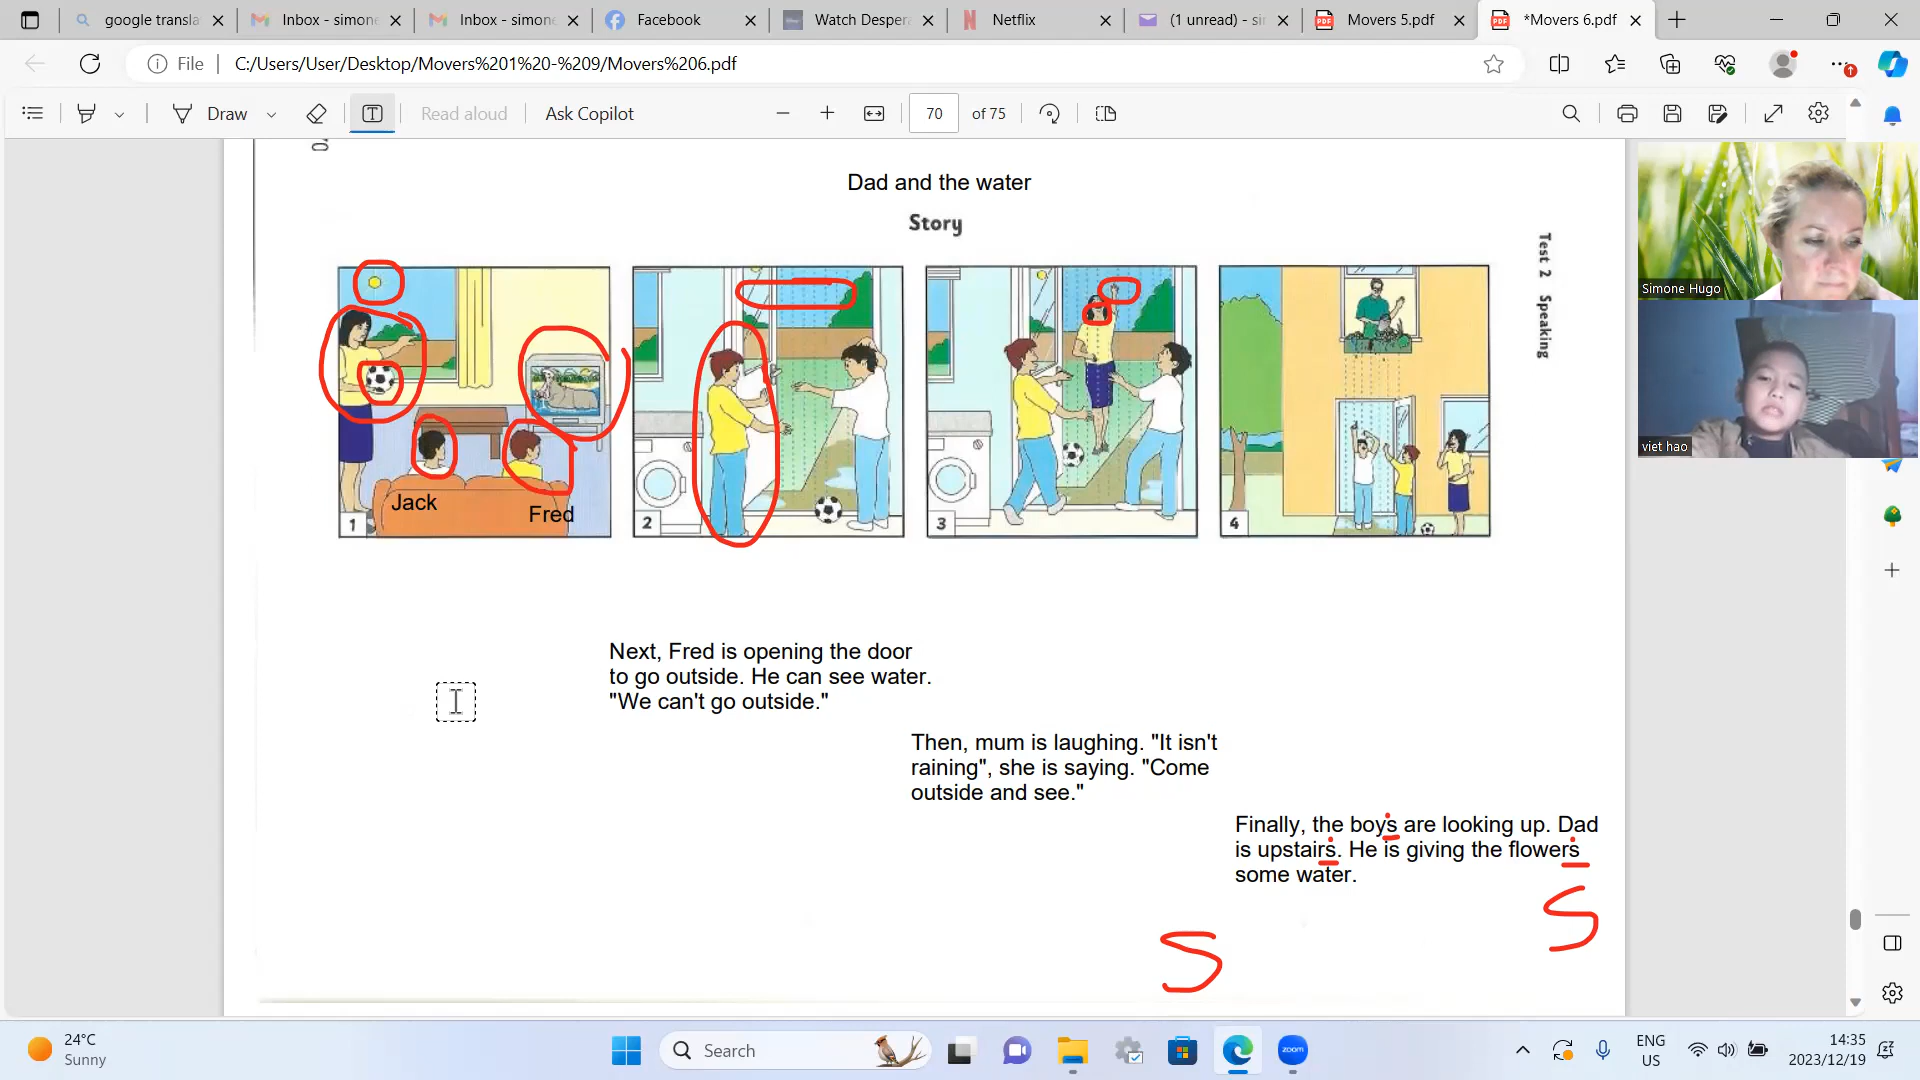 google transla
Inbox - simone
Inbox - simone
Facebook
Watch Despera
Netflix
(1 unread) - si
Movers 5.pdf
*Movers 6.pdf
File
C:/Users/User/Desktop/Movers%201%20-%209/Movers%206.pdf
Draw
Read aloud
Ask Copilot
70 of 75
Dad and the water
Story
Test 2 Speaking
Jack
Fred
1
2
3
4
Next, Fred is opening the door
to go outside. He can see water.
"We can't go outside."
Then, mum is laughing. "It isn't
raining", she is saying. "Come
outside and see."
Finally, the boys are looking up. Dad
is upstairs. He is giving the flowers
some water.
S
S
Simone Hugo
viet hao
24°C
Sunny
Search
zoom
ENG
US
14:35
2023/12/19